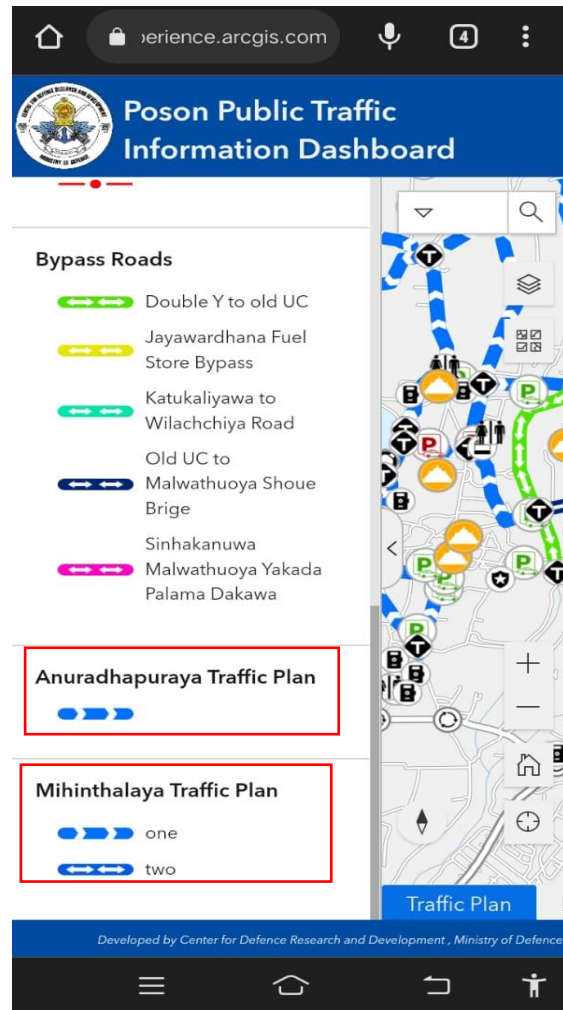 perience.arcgis.com
4
Poson Public Traffic
Information Dashboard
Bypass Roads
Double Y to old UC
Jayawardhana Fuel
Store Bypass
Katukaliyawa to
Wilachchiya Road
Old UC to
Malwathuoya Shoue
Brige
Sinhakanuwa
Malwathuoya Yakada
Palama Dakawa
Anuradhapuraya Traffic Plan
Mihinthalaya Traffic Plan
one
two
T
T
P
P
T
P
P
T
T
P
T
Traffic Plan
Developed by Center for Defence Research and Development , Ministry of Defence